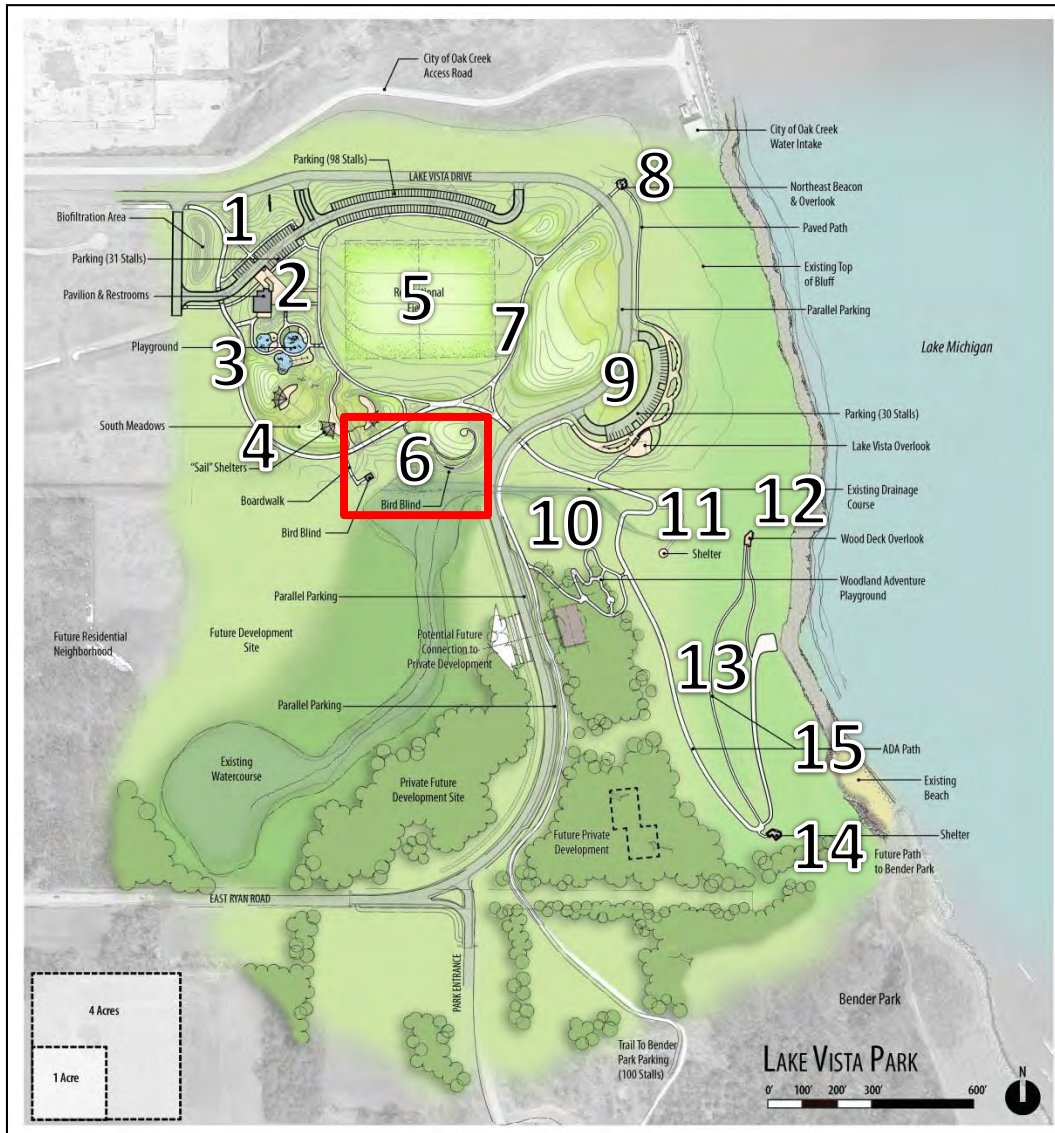 City of Oak Creek
Access Road
City of Oak Creek
Water Intake
Parking (98 Stalls)
LAKE VISTA DRIVE
8
Northeast Beacon
& Overlook
Biofiltration Area
1
Paved Path
Parking (31 Stalls)
Existing Top
of Bluff
Pavilion & Restrooms
2
5
7
Parallel Parking
Playground
3
9
Lake Michigan
Parking (30 Stalls)
South Meadows
4
"Sail" Shelters
6
Lake Vista Overlook
Boardwalk
Bird Blind
Bird Blind
10
11
12
Existing Drainage
Course
Shelter
Wood Deck Overlook
Woodland Adventure
Playground
Parallel Parking
Future Residential
Neighborhood
Future Development
Site
Potential Future
Connection to
Private Development
13
Parallel Parking
15
ADA Path
Existing
Watercourse
Private Future
Development Site
Existing
Beach
Future Private
Development
14
Shelter
Future Path
to Bender Park
EAST RYAN ROAD
PARK ENTRANCE
4 Acres
1 Acre
Bender Park
Trail To Bender
Park Parking
(100 Stalls)
LAKE VISTA PARK
0' 100' 200' 300' 600'
N